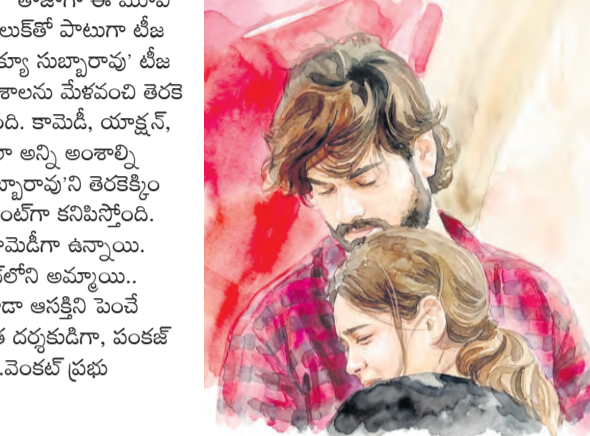 తాజాగా ఈ మూవీ
లుక్‌తో పాటుగా టీజ
క్యూ సుబ్బారావు' టీజ
శాలను మేళవంచి తెరకె
ది. కామెడీ, యాక్షన్,
అన్ని అంశాల్ని
బ్బారావు'ని తెరకెక్కిం
ంట్‌గా కనిపిస్తోంది.
ామెడీగా ఉన్నాయి.
్‌లోని అమ్మాయి..
డా ఆసక్తిని పెంచే
త దర్శకుడిగా, పంకజ్
.వెంకట్ ప్రభు